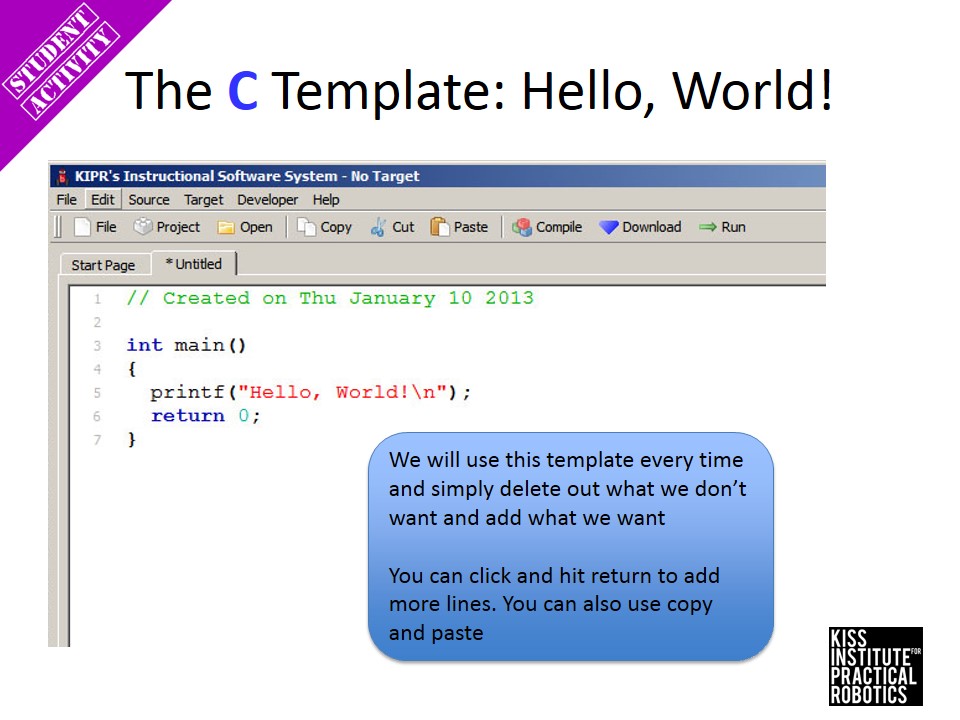 STUDENT
ACTIVITY
The C Template: Hello, World!
KIPR's Instructional Software System - No Target
File Edit Source Target Developer Help
File Project Open Copy Cut Paste Compile Download Run
Start Page * Untitled
1 // Created on Thu January 10 2013
2
3 int main()
4 {
5 printf("Hello, World!\n");
6 return 0;
7 }
We will use this template every time
and simply delete out what we don’t
want and add what we want
You can click and hit return to add
more lines. You can also use copy
and paste
KISS
INSTITUTE FOR
PRACTICAL
ROBOTICS